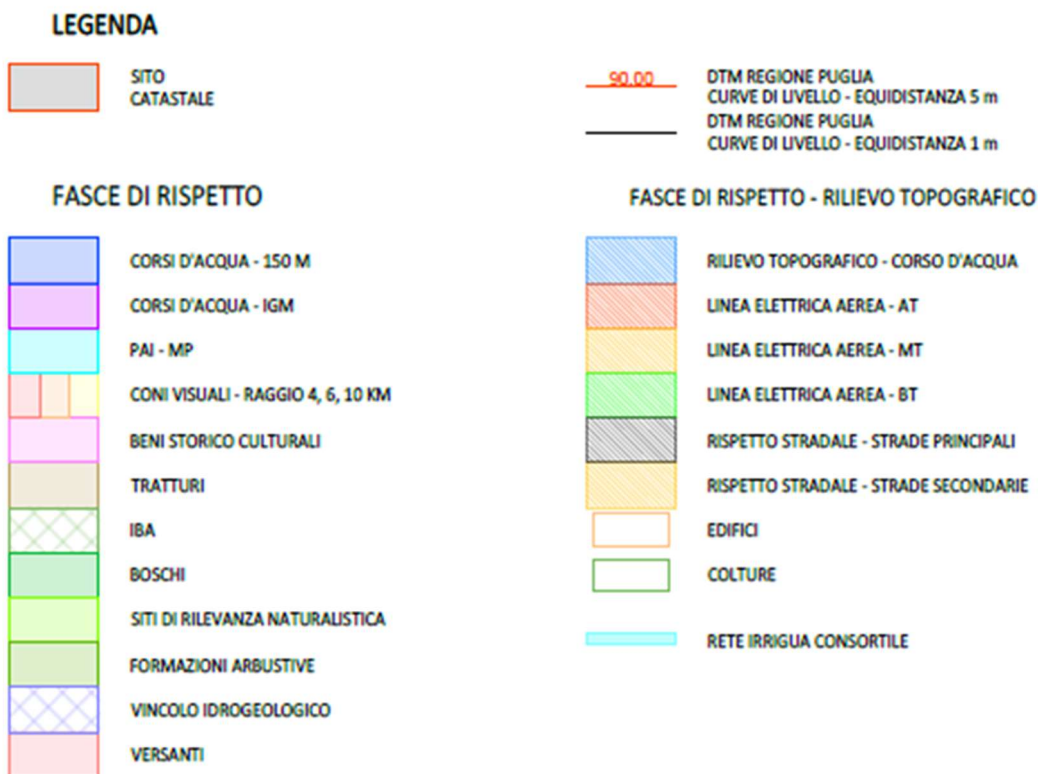 LEGENDA
SITO
CATASTALE
90.00
DTM REGIONE PUGLIA
CURVE DI LIVELLO - EQUIDISTANZA 5 m
DTM REGIONE PUGLIA
CURVE DI LIVELLO - EQUIDISTANZA 1 m
FASCE DI RISPETTO
CORSI D'ACQUA - 150 M
CORSI D'ACQUA - IGM
PAI - MP
CONI VISUALI - RAGGIO 4, 6, 10 KM
BENI STORICO CULTURALI
TRATTURI
IBA
BOSCHI
SITI DI RILEVANZA NATURALISTICA
FORMAZIONI ARBUSTIVE
VINCOLO IDROGEOLOGICO
VERSANTI
FASCE DI RISPETTO - RILIEVO TOPOGRAFICO
RILIEVO TOPOGRAFICO - CORSO D'ACQUA
LINEA ELETTRICA AEREA - AT
LINEA ELETTRICA AEREA - MT
LINEA ELETTRICA AEREA - BT
RISPETTO STRADALE - STRADE PRINCIPALI
RISPETTO STRADALE - STRADE SECONDARIE
EDIFICI
COLTURE
RETE IRRIGUA CONSORTILE